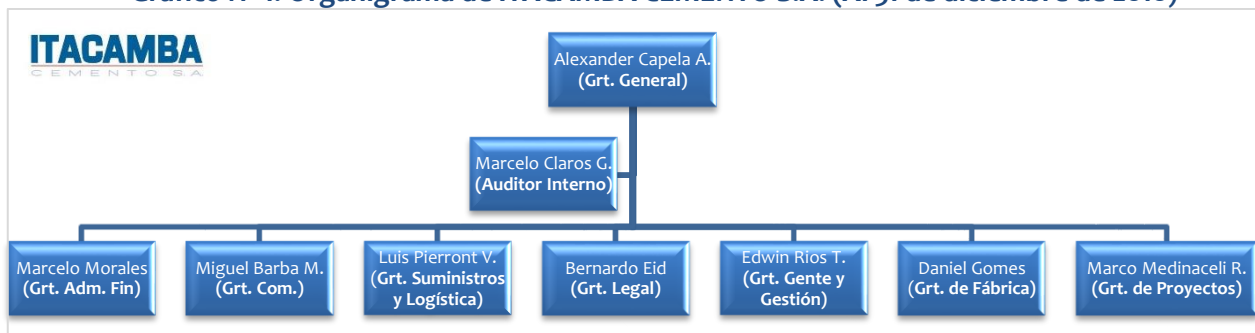 ITACAMBA
CEMENTO S.A.
Alexander Capela A.
(Grt. General)
Marcelo Claros G.
(Auditor Interno)
Marcelo Morales
(Grt. Adm. Fin)
Miguel Barba M.
(Grt. Com.)
Luis Pierront V.
(Grt. Suministros
y Logística)
Bernardo Eid
(Grt. Legal)
Edwin Rios T.
(Grt. Gente y
Gestión)
Daniel Gomes
(Grt. de Fábrica)
Marco Medinaceli R.
(Grt. de Proyectos)